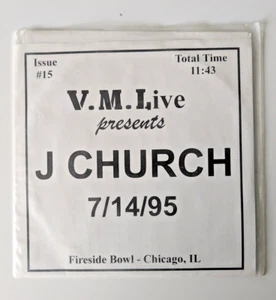 Issue
#15
Total Time
11:43
V.M.Live
presents
J CHURCH
7/14/95
Fireside Bowl - Chicago, IL